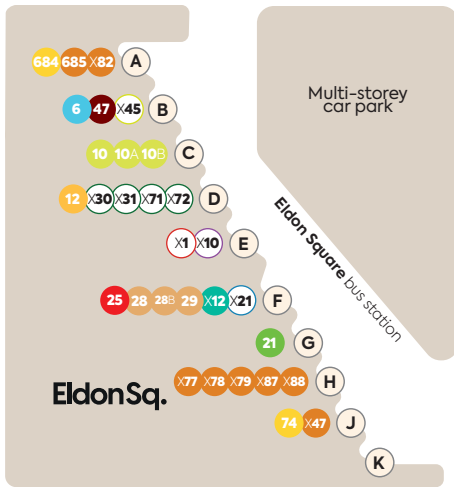 684 685 X82 A
6 47 X45 B
10 10A 10B C
12 X30 X31 X71 X72 D
X1 X10 E
25 28 28B 29 X12 X21 F
21 G
X77 X78 X79 X87 X88 H
74 X47 J
K
Multi-storey
car park
Eldon Square bus station
Eldon Sq.